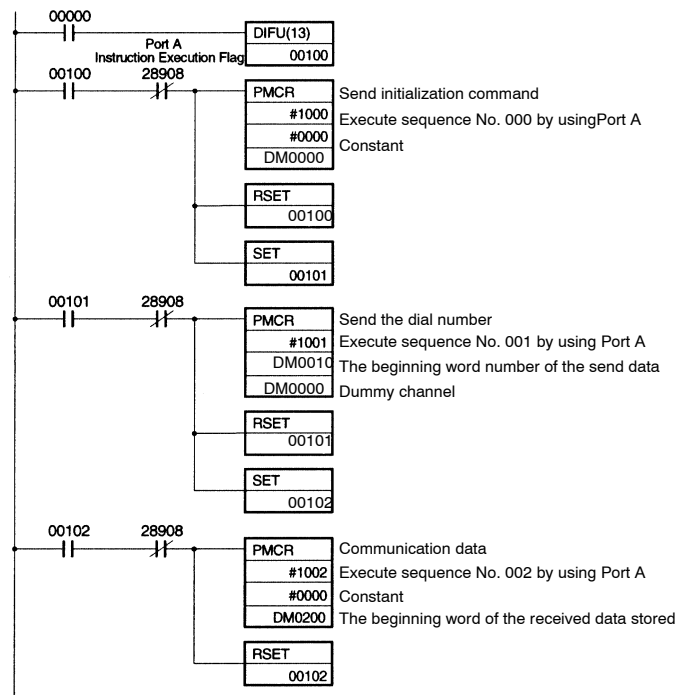 00000
DIFU(13)
00100
Port A
Instruction Execution Flag
00100 28908
PMCR Send initialization command
#1000 Execute sequence No. 000 by usingPort A
#0000 Constant
DM0000
RSET
00100
SET
00101
00101 28908
PMCR Send the dial number
#1001 Execute sequence No. 001 by using Port A
DM0010 The beginning word number of the send data
DM0000 Dummy channel
RSET
00101
SET
00102
00102 28908
PMCR Communication data
#1002 Execute sequence No. 002 by using Port A
#0000 Constant
DM0200 The beginning word of the received data stored
RSET
00102